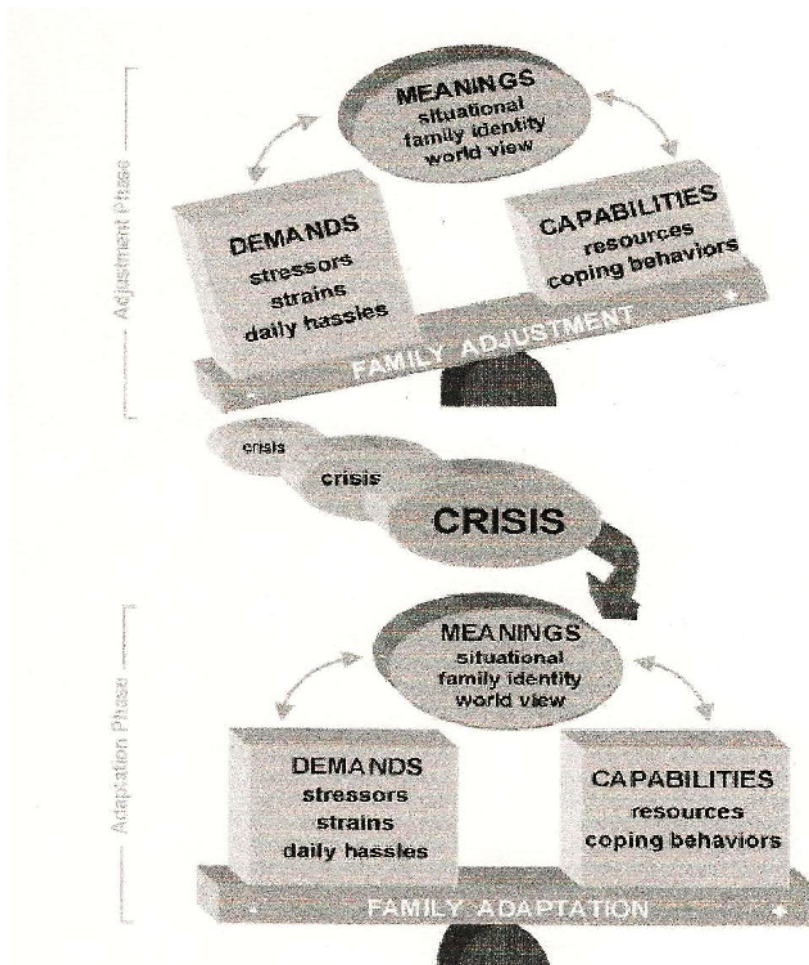 Adjustment Phase
MEANINGS
situational
family identity
world view
DEMANDS
stressors
strains
daily hassles
CAPABILITIES
resources
coping behaviors
- FAMILY ADJUSTMENT +
crisis
crisis
CRISIS
Adaptation Phase
MEANINGS
situational
family identity
world view
DEMANDS
stressors
strains
daily hassles
CAPABILITIES
resources
coping behaviors
- FAMILY ADAPTATION +